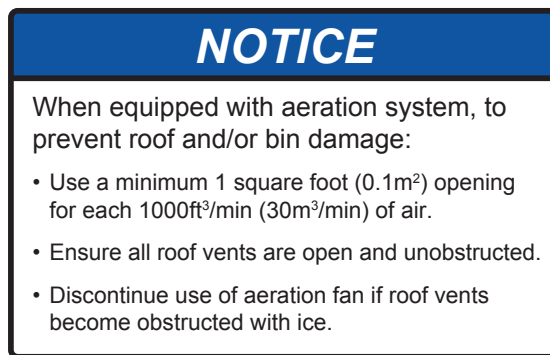 NOTICE
When equipped with aeration system, to
prevent roof and/or bin damage:
• Use a minimum 1 square foot (0.1m²) opening
for each 1000ft³/min (30m³/min) of air.
• Ensure all roof vents are open and unobstructed.
• Discontinue use of aeration fan if roof vents
become obstructed with ice.